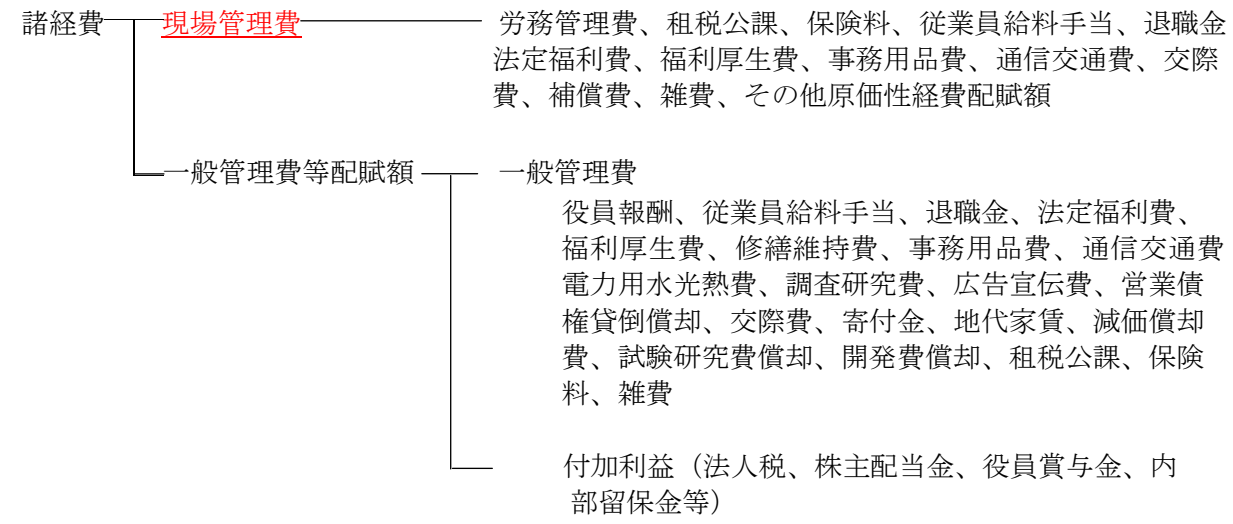 諸経費 現場管理費 労務管理費、租税公課、保険料、従業員給料手当、退職金
法定福利費、福利厚生費、事務用品費、通信交通費、交際
費、補償費、雑費、その他原価性経費配賦額
一般管理費等配賦額 一般管理費
役員報酬、従業員給料手当、退職金、法定福利費、
福利厚生費、修繕維持費、事務用品費、通信交通費
電力用水光熱費、調査研究費、広告宣伝費、営業債
権貸倒償却、交際費、寄付金、地代家賃、減価償却
費、試験研究費償却、開発費償却、租税公課、保険
料、雑費
付加利益（法人税、株主配当金、役員賞与金、内
部留保金等）